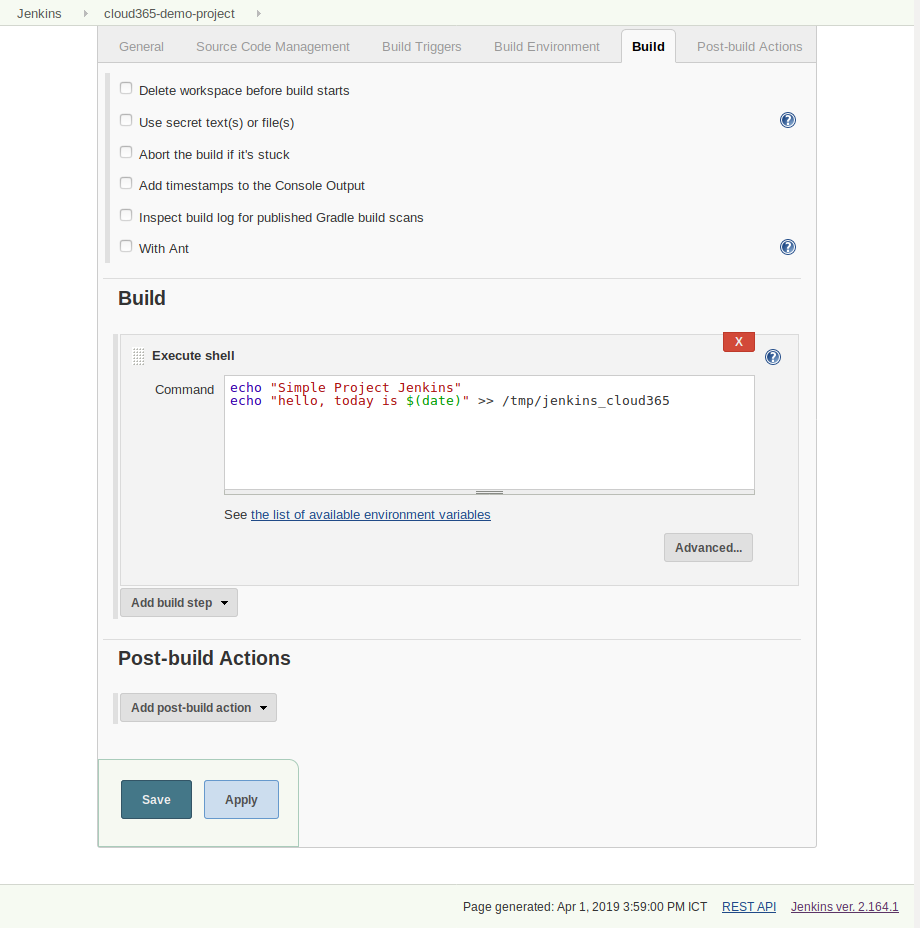 Jenkins cloud365-demo-project
General Source Code Management Build Triggers Build Environment Build Post-build Actions
Delete workspace before build starts
Use secret text(s) or file(s)
?
Abort the build if it's stuck
Add timestamps to the Console Output
Inspect build log for published Gradle build scans
With Ant
?
Build
X
Execute shell
?
Command
echo "Simple Project Jenkins"
echo "hello, today is $(date)" >> /tmp/jenkins_cloud365
See the list of available environment variables
Advanced...
Add build step
Post-build Actions
Add post-build action
Save Apply
Page generated: Apr 1, 2019 3:59:00 PM ICT REST API Jenkins ver. 2.164.1